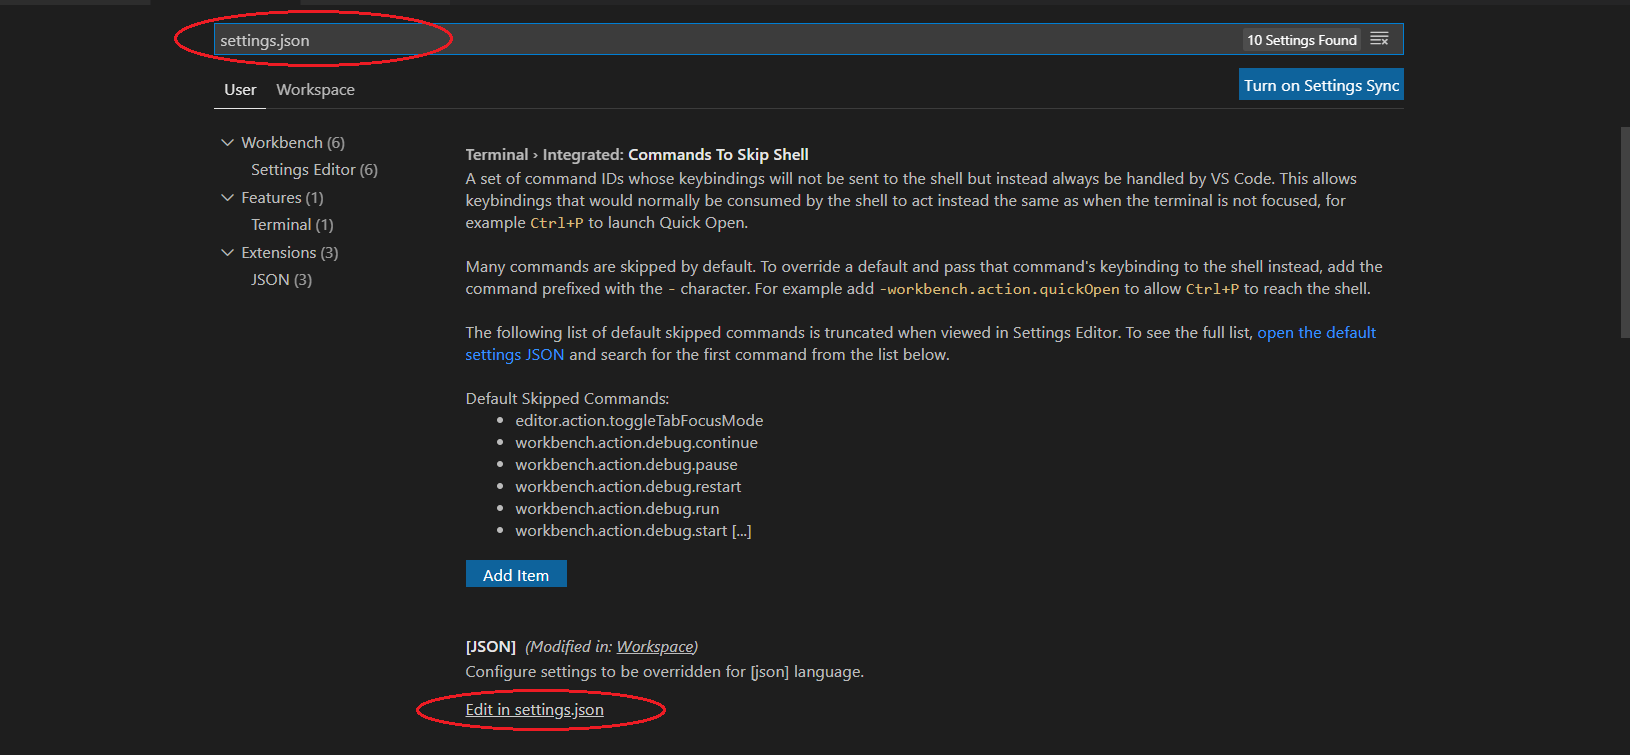 settings.json
10 Settings Found
User Workspace
Turn on Settings Sync
Workbench (6)
Settings Editor (6)
Features (1)
Terminal (1)
Extensions (3)
JSON (3)
Terminal › Integrated: Commands To Skip Shell
A set of command IDs whose keybindings will not be sent to the shell but instead always be handled by VS Code. This allows
keybindings that would normally be consumed by the shell to act instead the same as when the terminal is not focused, for
example Ctrl+P to launch Quick Open.
Many commands are skipped by default. To override a default and pass that command's keybinding to the shell instead, add the
command prefixed with the - character. For example add -workbench.action.quickOpen to allow Ctrl+P to reach the shell.
The following list of default skipped commands is truncated when viewed in Settings Editor. To see the full list, open the default
settings JSON and search for the first command from the list below.
Default Skipped Commands:
• editor.action.toggleTabFocusMode
• workbench.action.debug.continue
• workbench.action.debug.pause
• workbench.action.debug.restart
• workbench.action.debug.run
• workbench.action.debug.start [...]
Add Item
[JSON] (Modified in: Workspace)
Configure settings to be overridden for [json] language.
Edit in settings.json